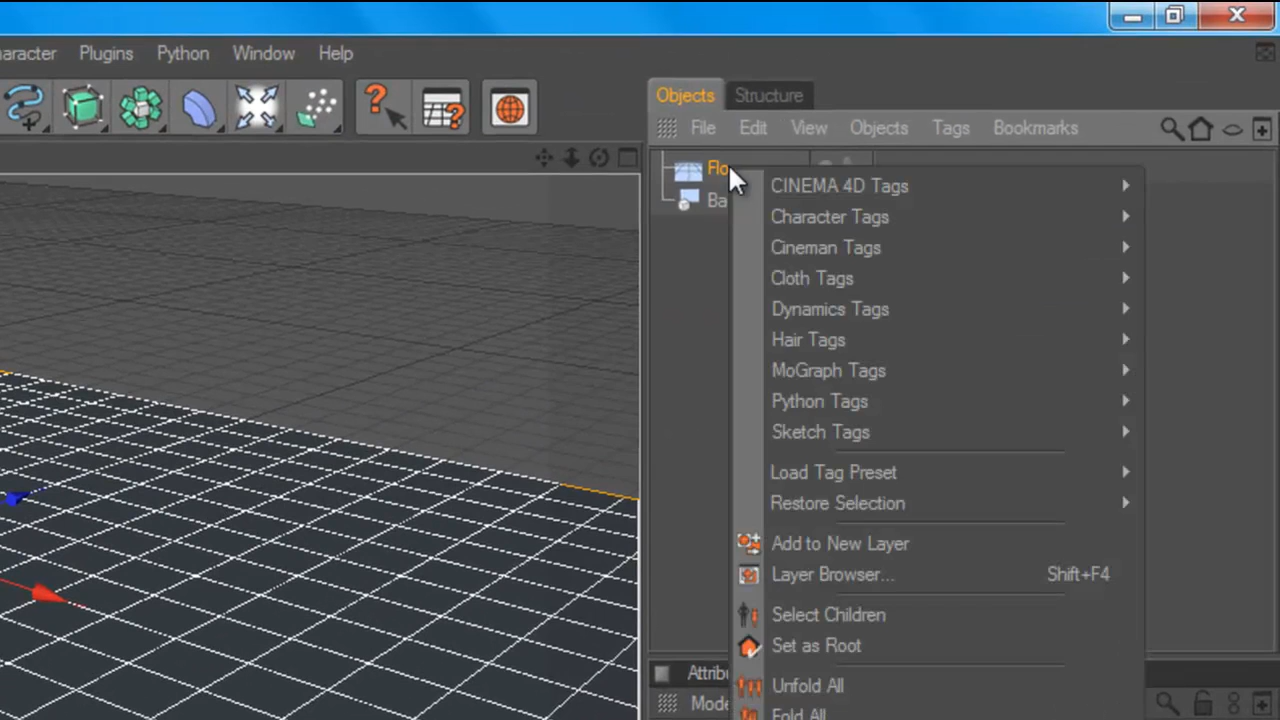 aracter Plugins Python Window Help
Objects Structure
File Edit View Objects Tags Bookmarks
Flo
Ba
CINEMA 4D Tags
Character Tags
Cineman Tags
Cloth Tags
Dynamics Tags
Hair Tags
MoGraph Tags
Python Tags
Sketch Tags
Load Tag Preset
Restore Selection
Add to New Layer
Layer Browser... Shift+F4
Select Children
Set as Root
Attribu
Unfold All
Mode
Fold All